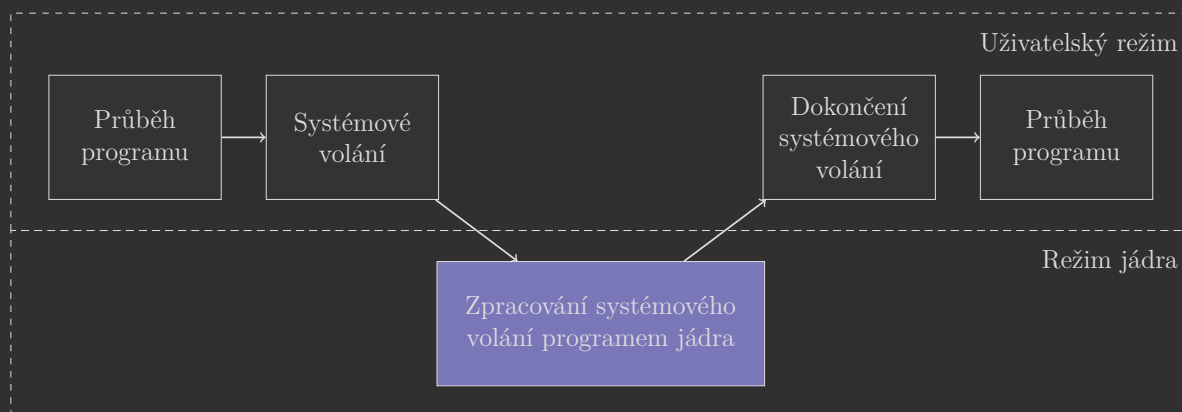 Uživatelský režim
Průběh
programu
Systémové
volání
Dokončení
systémového
volání
Průběh
programu
Režim jádra
Zpracování systémového
volání programem jádra